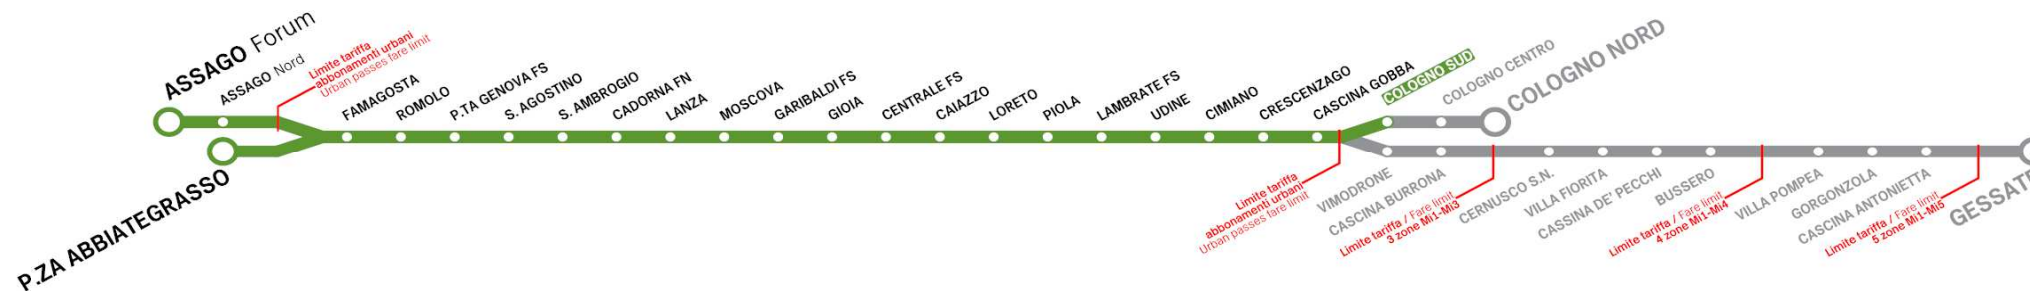 ASSAGO Forum
ASSAGO Nord
Limite tariffa
abbonamenti urbani
Urban passes fare limit
P.ZA ABBIATEGRASSO
FAMAGOSTA
ROMOLO
P.TA GENOVA FS
S. AGOSTINO
S. AMBROGIO
CADORNA FN
LANZA
MOSCOVA
GARIBALDI FS
GIOIA
CENTRALE FS
CAIAZZO
LORETO
PIOLA
LAMBRATE FS
UDINE
CIMIANO
CRESCENZAGO
CASCINA GOBBA
COLOGNO SUD
COLOGNO CENTRO
COLOGNO NORD
Limite tariffa
abbonamenti urbani
Urban passes fare limit
VIMODRONE
CASCINA BURRONA
Limite tariffa / Fare limit
3 zone Mi1-Mi3
CERNUSCO S.N.
VILLA FIORITA
CASSINA DE' PECCHI
BUSSERO
Limite tariffa / Fare limit
4 zone Mi1-Mi4
VILLA POMPEA
GORGONZOLA
CASCINA ANTONIETTA
Limite tariffa / Fare limit
5 zone Mi1-Mi5